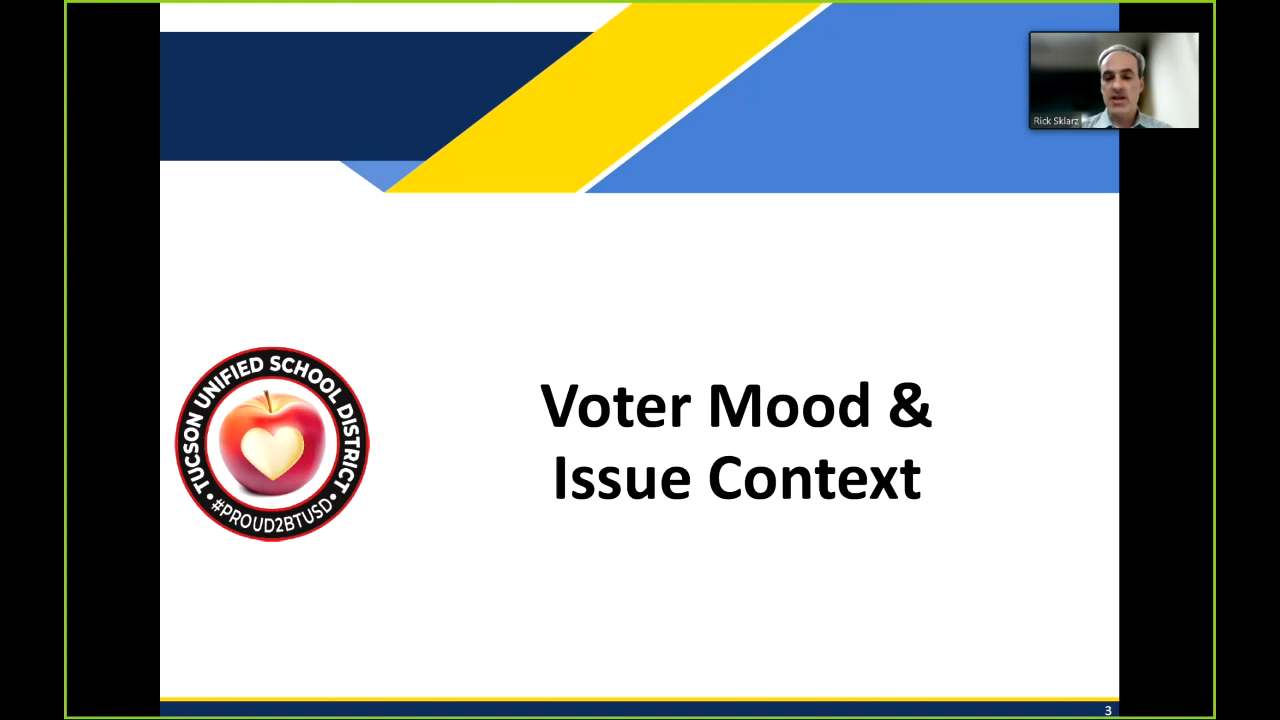 Rick Sklarz
TUCSON UNIFIED SCHOOL DISTRICT
#PROUD2BTUSD
Voter Mood &
Issue Context
3